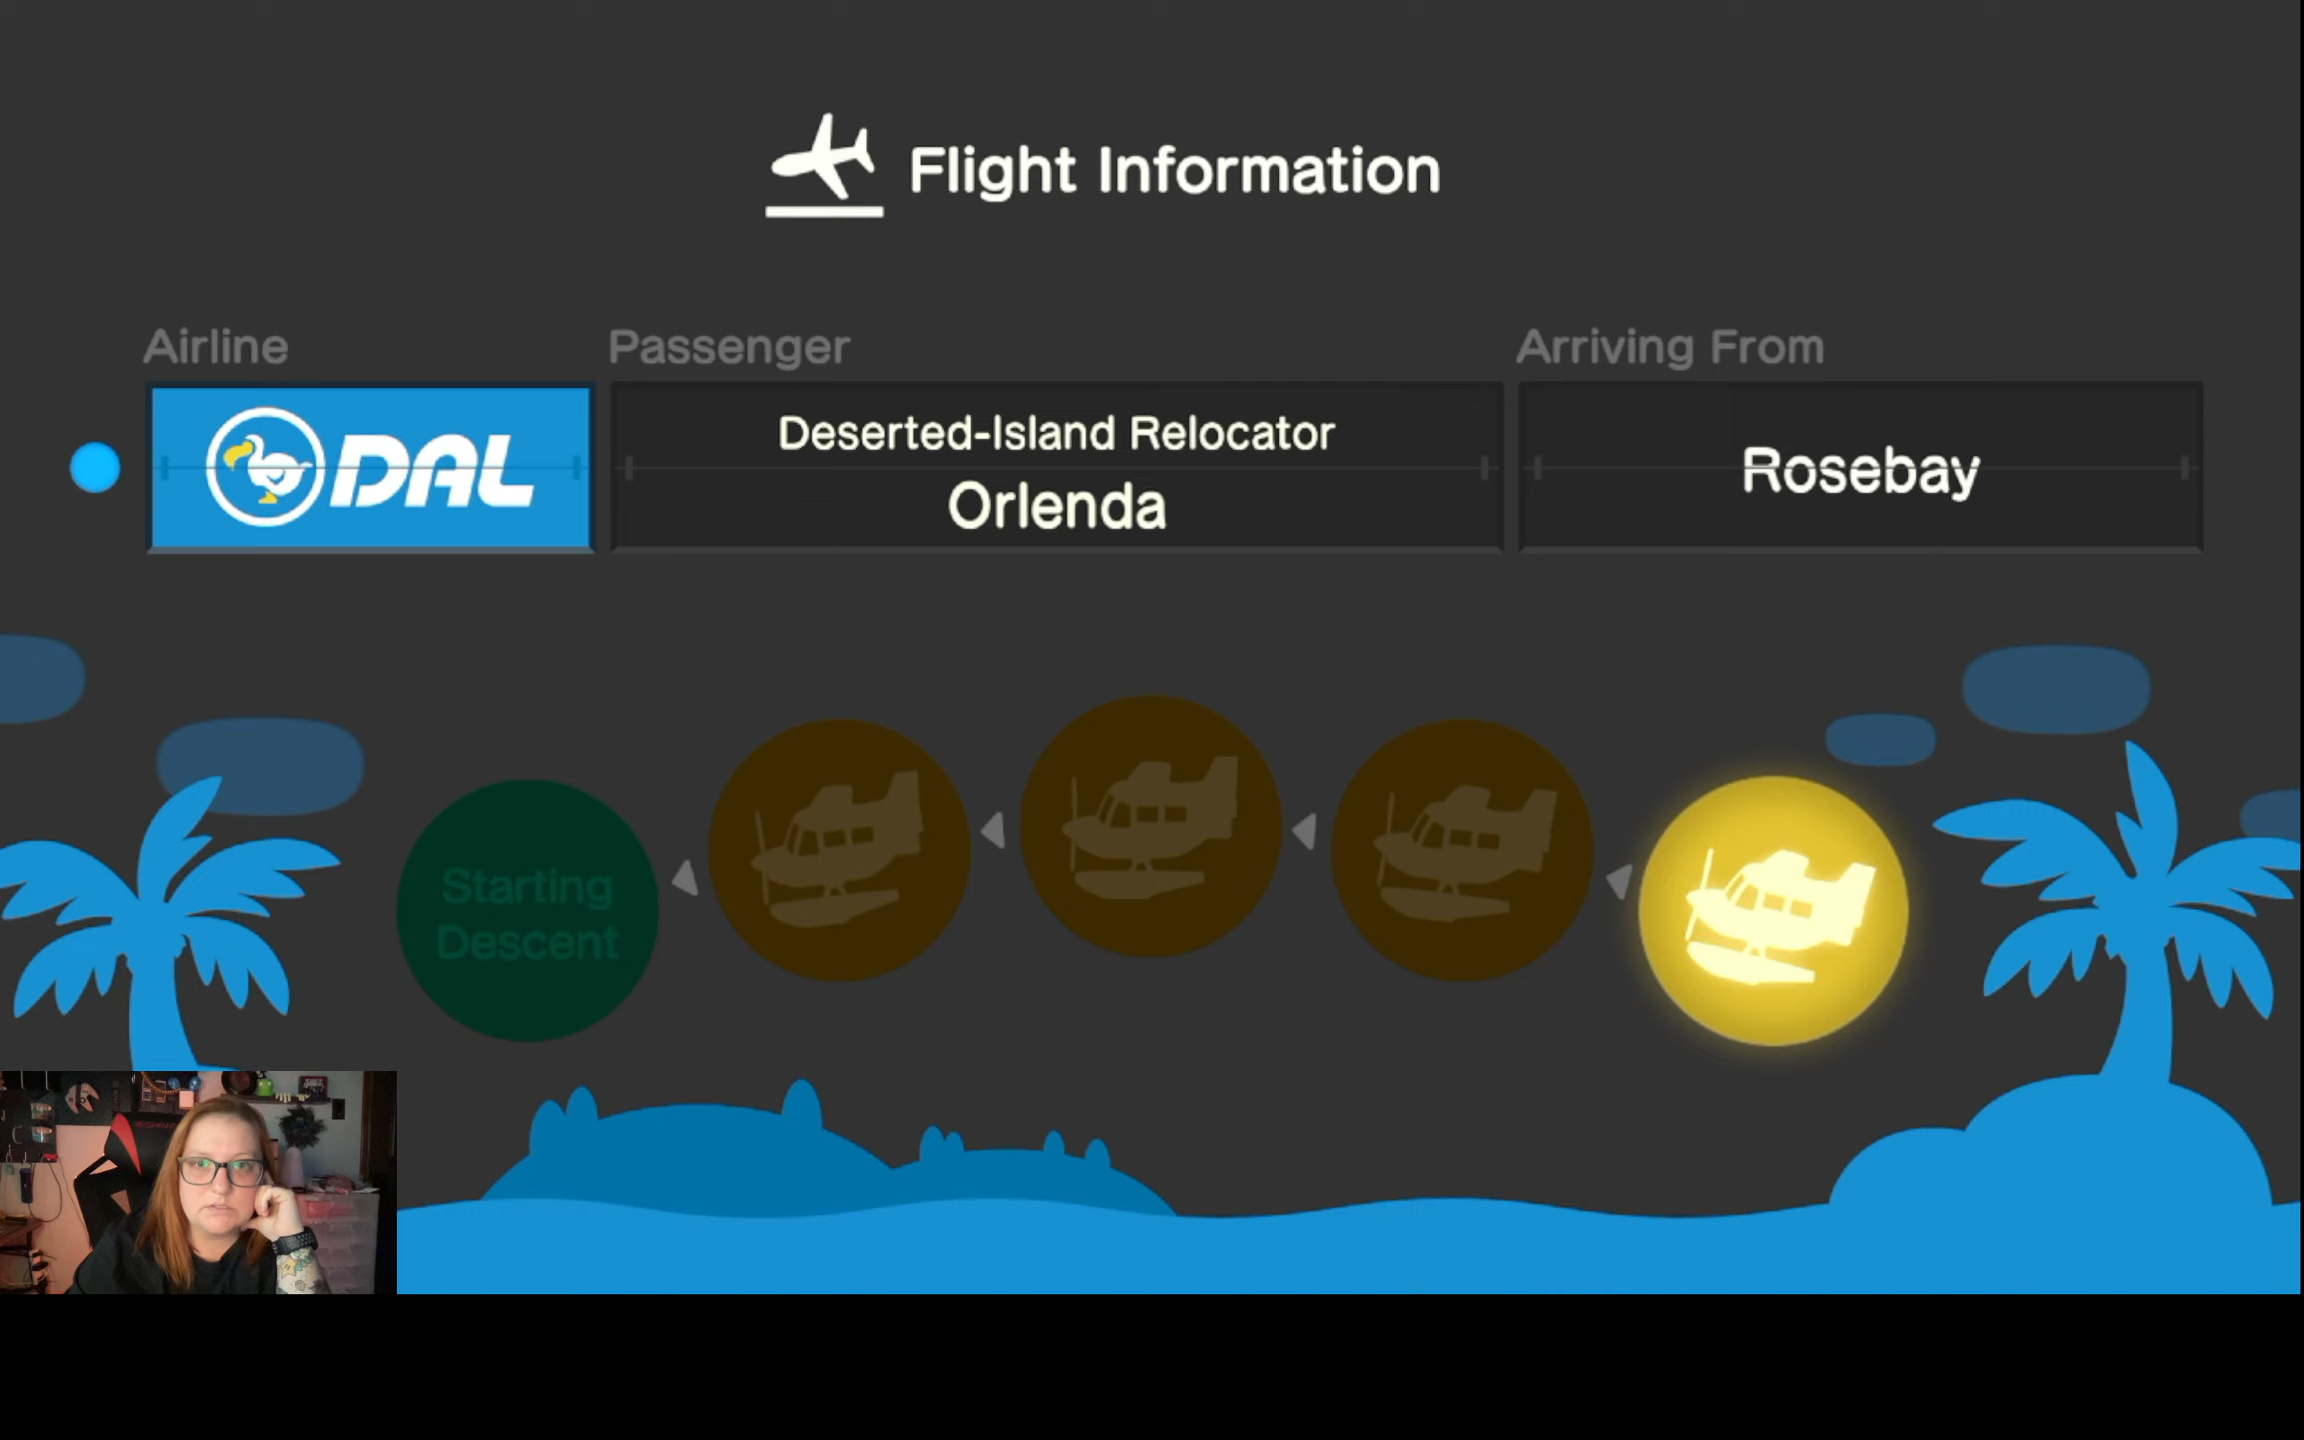 Flight Information
Airline
Passenger
Arriving From
DAL
Deserted-Island Relocator
Orlenda
Rosebay
Starting
Descent